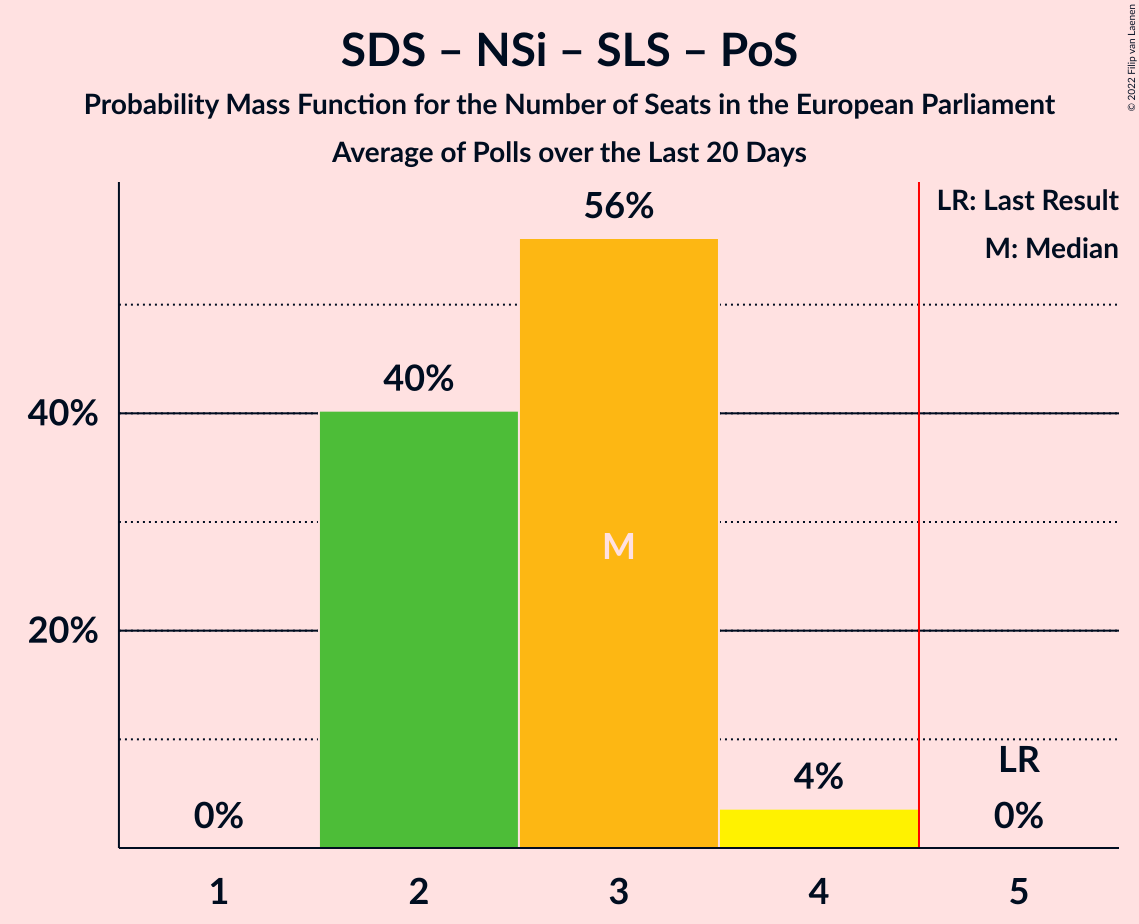 SDS – NSi – SLS – PoS
Probability Mass Function for the Number of Seats in the European Parliament
Average of Polls over the Last 20 Days
© 2022 Filip van Laenen
LR: Last Result
M: Median
56%
40%
40%
M
20%
LR
4%
0%
0%
1 2 3 4 5